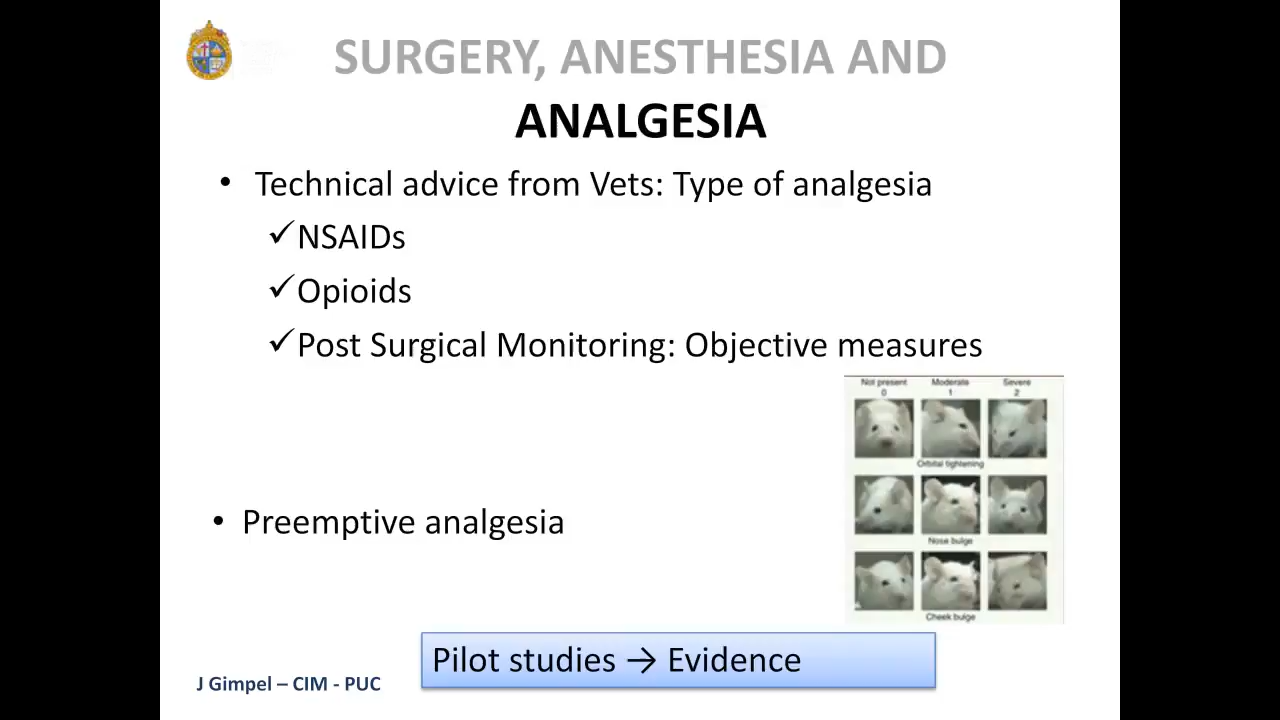 SURGERY, ANESTHESIA AND
ANALGESIA
• Technical advice from Vets: Type of analgesia
✓NSAIDs
✓Opioids
✓Post Surgical Monitoring: Objective measures
Not present Moderate Severe
0 1 2
Orbital tightening
Nose bulge
Cheek bulge
• Preemptive analgesia
Pilot studies → Evidence
J Gimpel – CIM - PUC